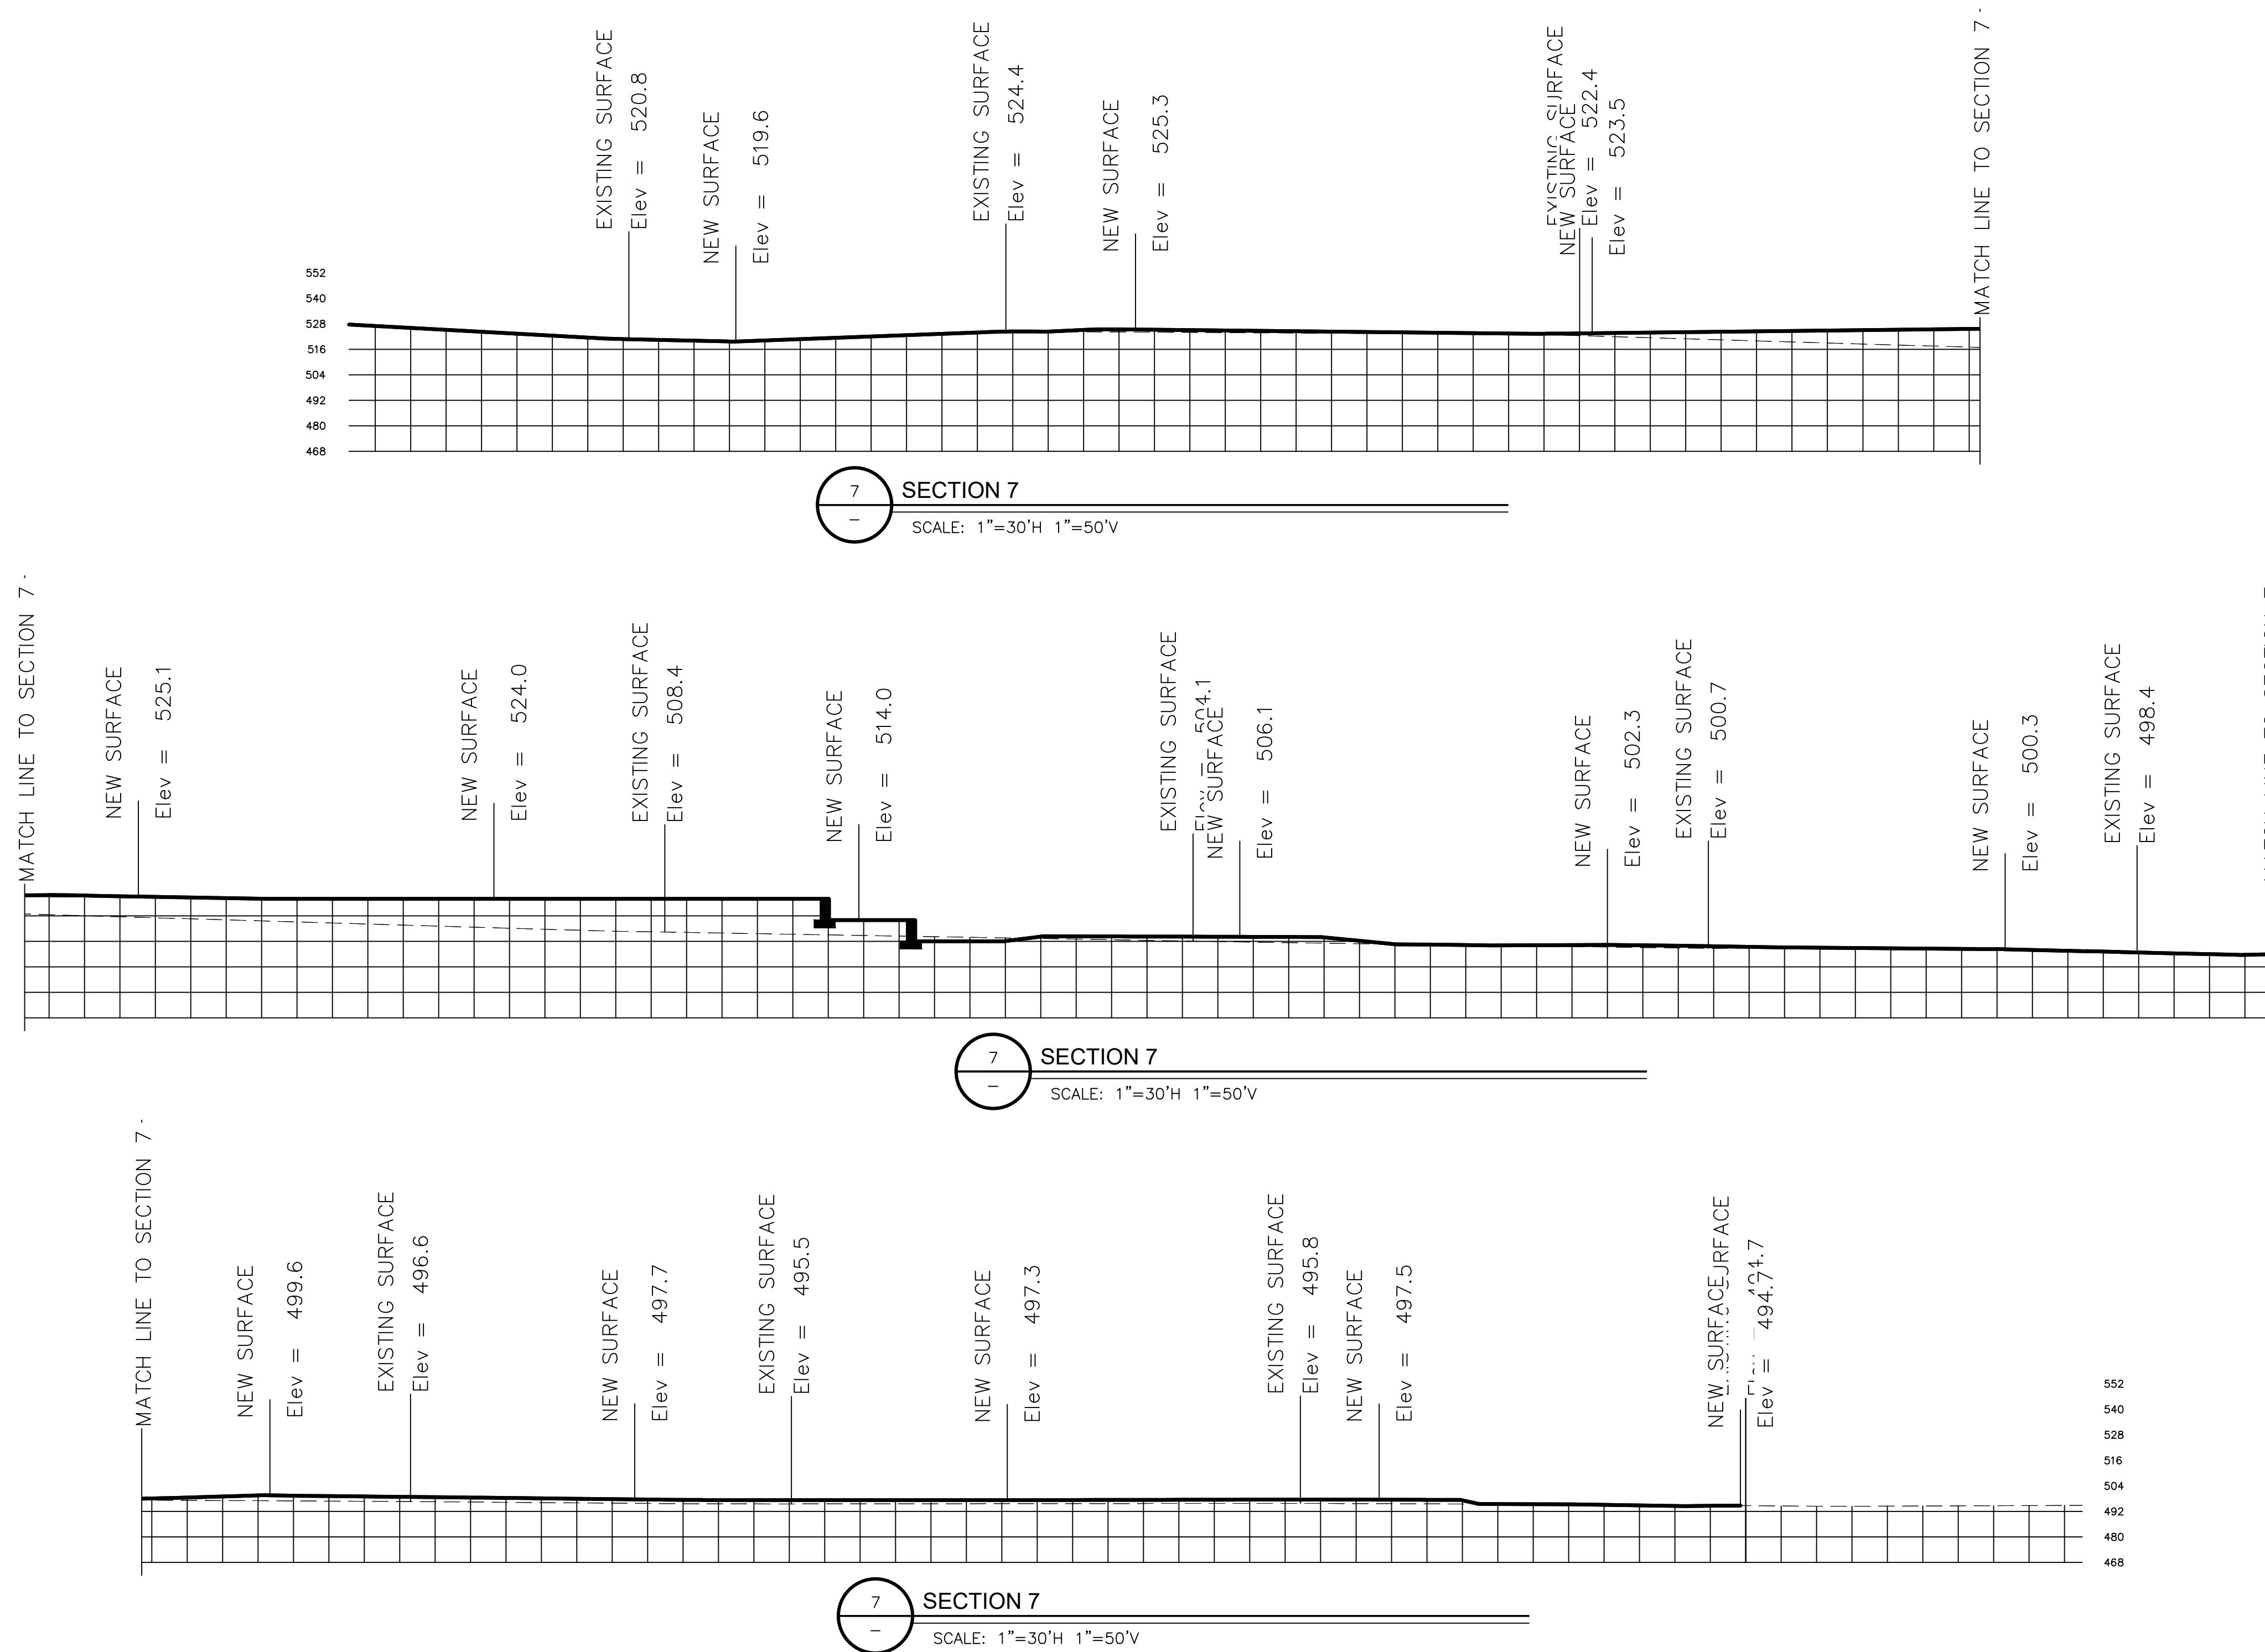 EXISTING SURFACE
Elev = 520.8
NEW SURFACE
Elev = 519.6
EXISTING SURFACE
Elev = 524.4
NEW SURFACE
Elev = 525.3
EXISTING SURFACE
Elev = 522.4
NEW SURFACE
Elev = 523.5
MATCH LINE TO SECTION 7 -
552
540
528
516
504
492
480
468
7
–
SECTION 7
SCALE: 1"=30'H 1"=50'V
MATCH LINE TO SECTION 7 -
NEW SURFACE
Elev = 525.1
NEW SURFACE
Elev = 524.0
EXISTING SURFACE
Elev = 508.4
NEW SURFACE
Elev = 514.0
EXISTING SURFACE
Elev = 504.1
NEW SURFACE
Elev = 506.1
NEW SURFACE
Elev = 502.3
EXISTING SURFACE
Elev = 500.7
NEW SURFACE
Elev = 500.3
EXISTING SURFACE
Elev = 498.4
7
–
SECTION 7
SCALE: 1"=30'H 1"=50'V
MATCH LINE TO SECTION 7 -
NEW SURFACE
Elev = 499.6
EXISTING SURFACE
Elev = 496.6
NEW SURFACE
Elev = 497.7
EXISTING SURFACE
Elev = 495.5
NEW SURFACE
Elev = 497.3
EXISTING SURFACE
Elev = 495.8
NEW SURFACE
Elev = 497.5
NEW SURFACE
Elev = 494.7
552
540
528
516
504
492
480
468
7
–
SECTION 7
SCALE: 1"=30'H 1"=50'V